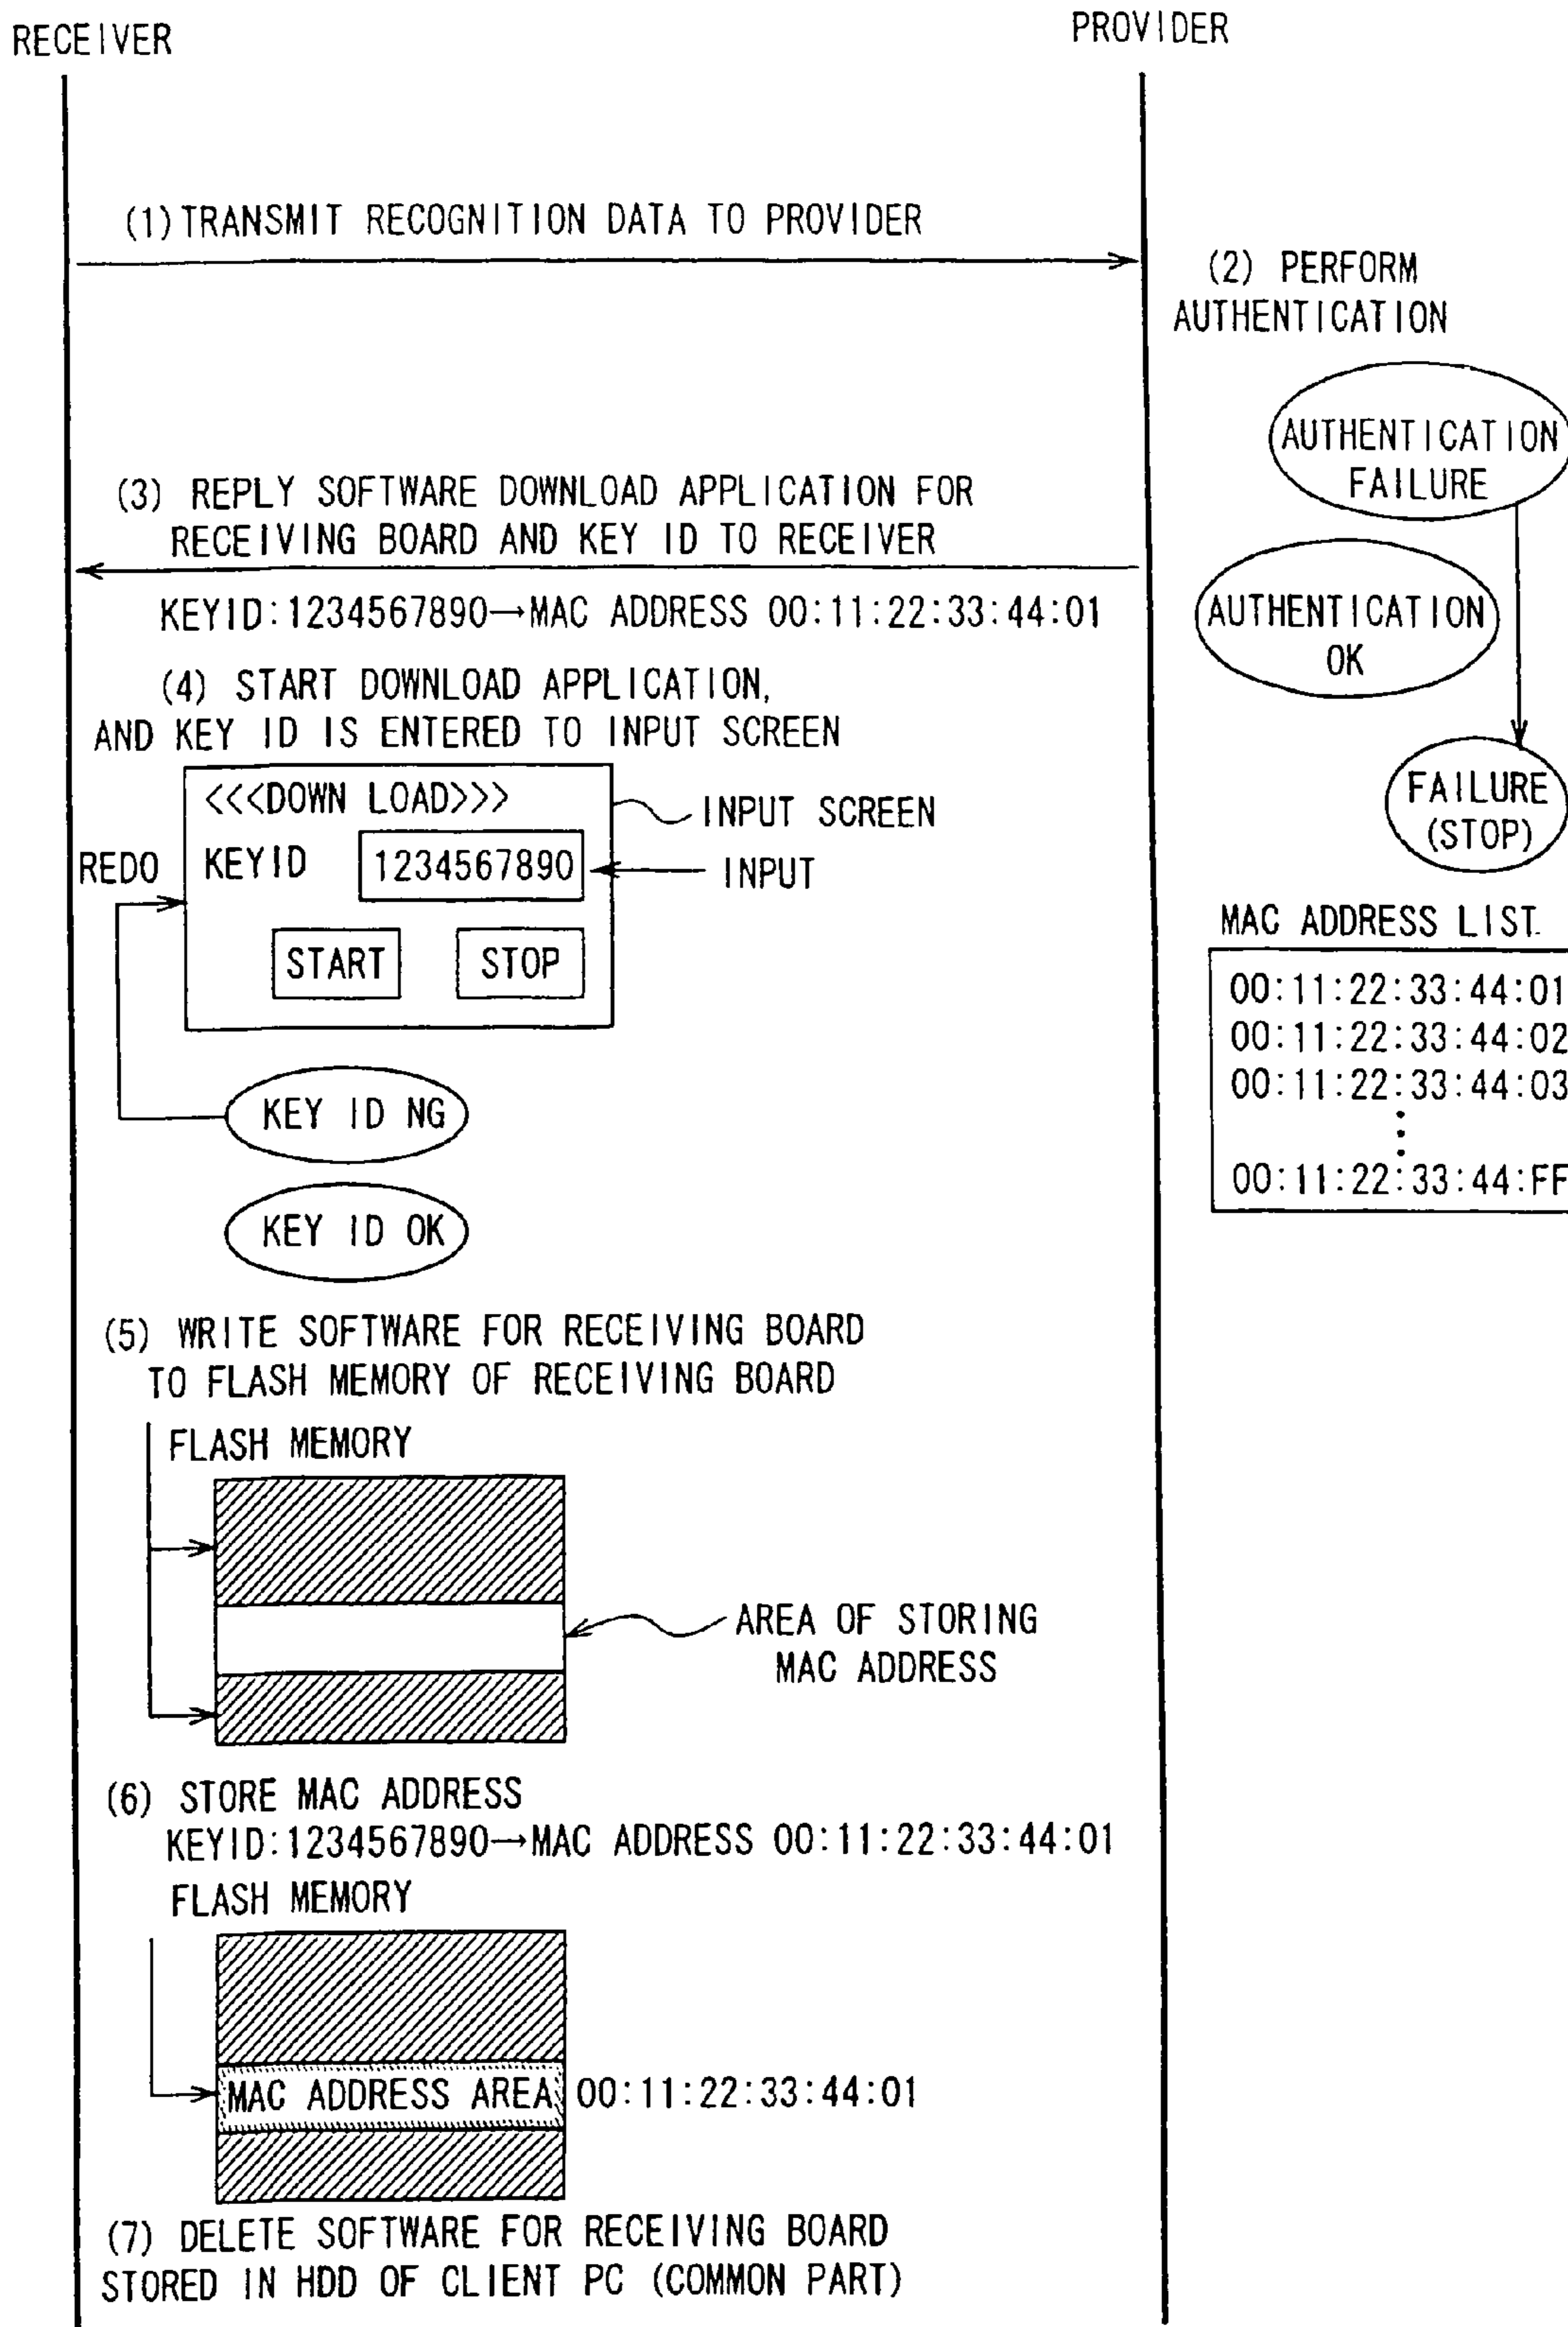 RECEIVER
PROVIDER
(1) TRANSMIT RECOGNITION DATA TO PROVIDER
(2) PERFORM
AUTHENTICATION
AUTHENTICATION
FAILURE
(3) REPLY SOFTWARE DOWNLOAD APPLICATION FOR
RECEIVING BOARD AND KEY ID TO RECEIVER
KEYID:1234567890→MAC ADDRESS 00:11:22:33:44:01
AUTHENTICATION
OK
(4) START DOWNLOAD APPLICATION,
AND KEY ID IS ENTERED TO INPUT SCREEN
FAILURE
(STOP)
<<<DOWN LOAD>>>
INPUT SCREEN
REDO
KEYID
1234567890
INPUT
START
STOP
MAC ADDRESS LIST
00:11:22:33:44:01
00:11:22:33:44:02
00:11:22:33:44:03
⋮
00:11:22:33:44:FF
KEY ID NG
KEY ID OK
(5) WRITE SOFTWARE FOR RECEIVING BOARD
TO FLASH MEMORY OF RECEIVING BOARD
FLASH MEMORY
AREA OF STORING
MAC ADDRESS
(6) STORE MAC ADDRESS
KEYID:1234567890→MAC ADDRESS 00:11:22:33:44:01
FLASH MEMORY
MAC ADDRESS AREA
00:11:22:33:44:01
(7) DELETE SOFTWARE FOR RECEIVING BOARD
STORED IN HDD OF CLIENT PC (COMMON PART)